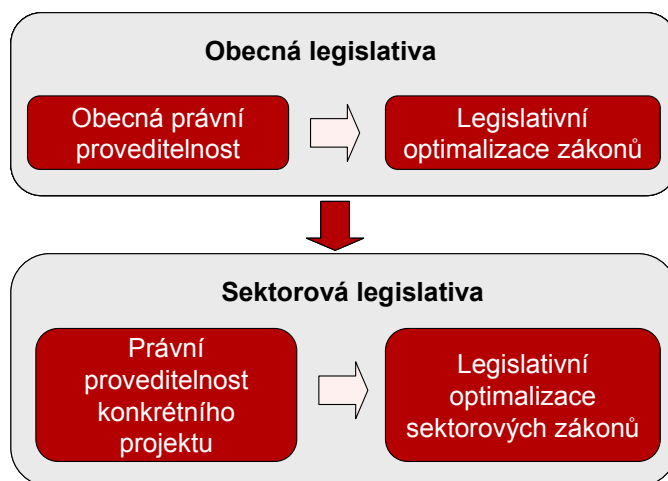 Obecná legislativa
Obecná právní
proveditelnost
Legislativní
optimalizace zákonů
Sektorová legislativa
Právní
proveditelnost
konkrétního
projektu
Legislativní
optimalizace
sektorových zákonů